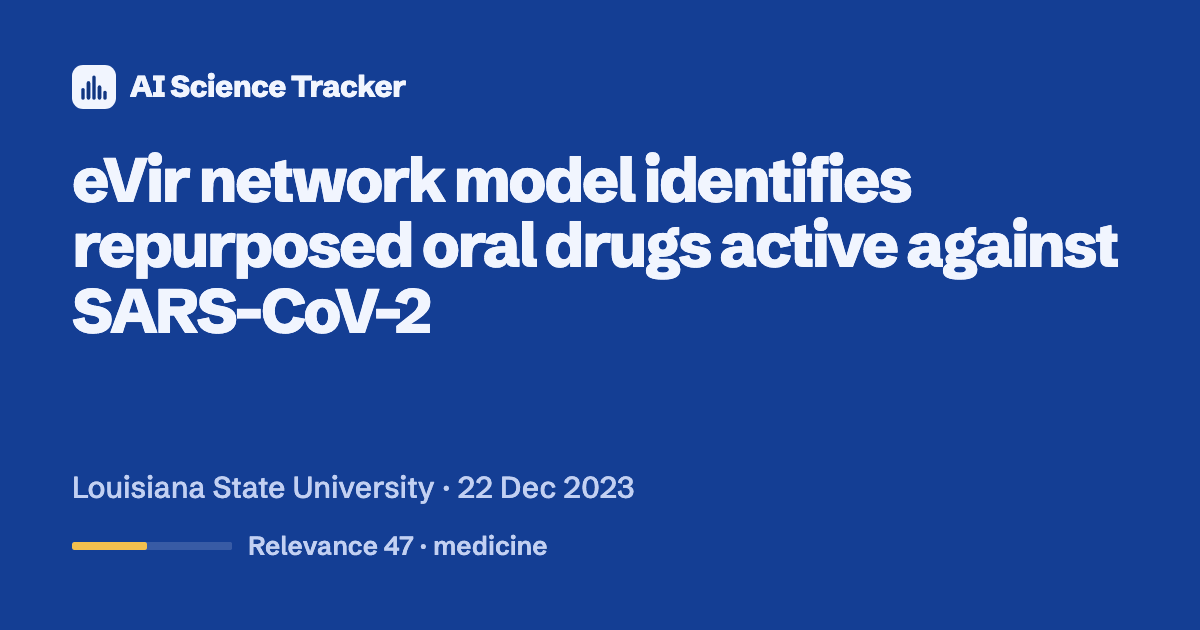 AI Science Tracker
eVir network model identifies
repurposed oral drugs active against
SARS-CoV-2
Louisiana State University · 22 Dec 2023
Relevance 47 · medicine